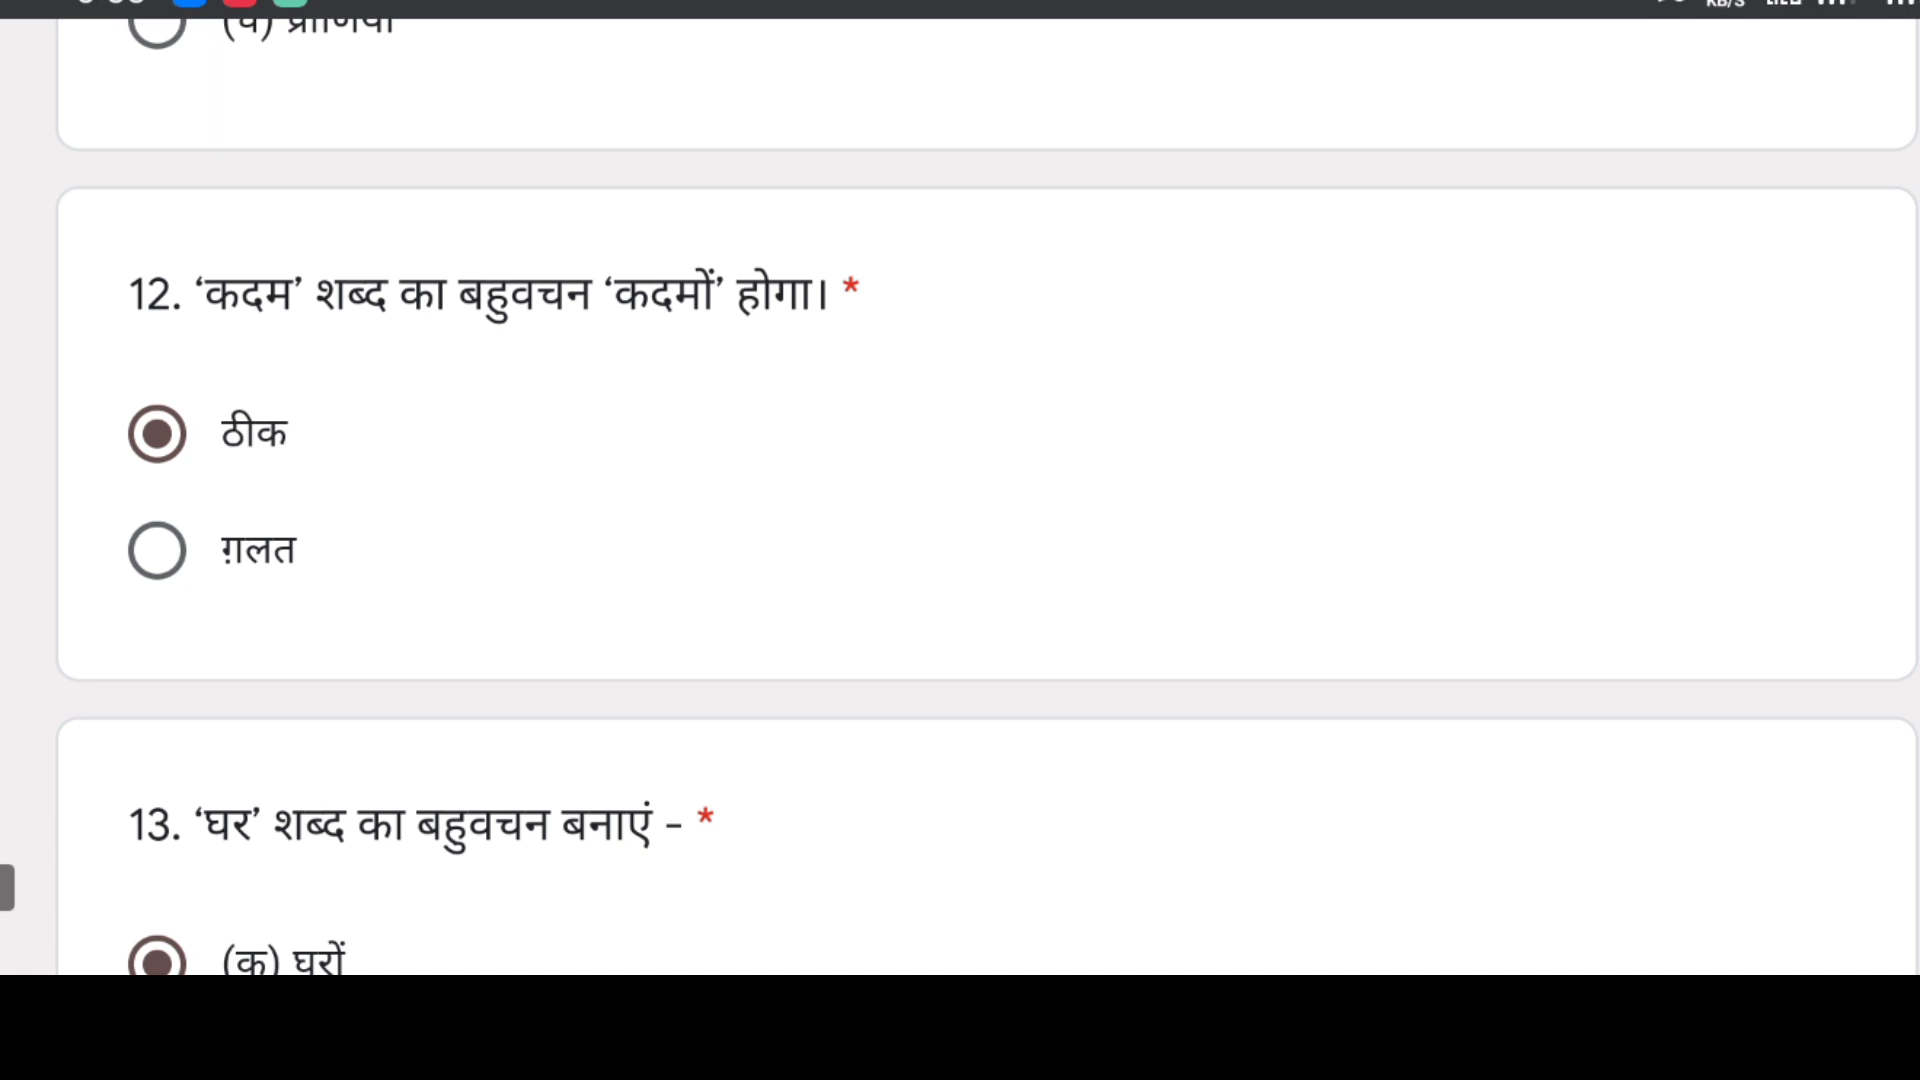 12. ‘कदम’ शब्द का बहुवचन ‘कदमों’ होगा। *
ठीक
ग़लत
13. ‘घर’ शब्द का बहुवचन बनाएं - *
(क) घरों